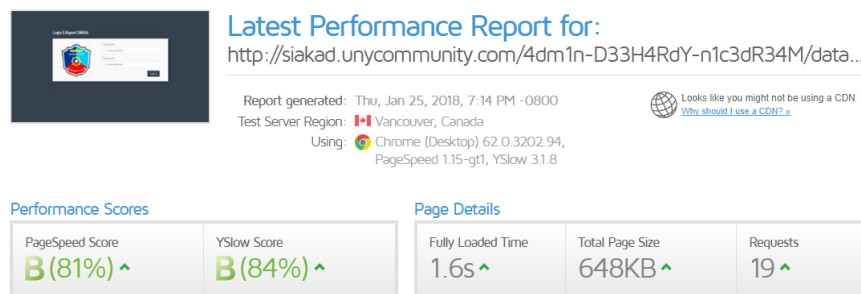 Latest Performance Report for:
http://siakad.unycommunity.com/4dm1n-D33H4RdY-n1c3dR34M/data...
Report generated: Thu, Jan 25, 2018, 7:14 PM -0800
Test Server Region: Vancouver, Canada
Using: Chrome (Desktop) 62.0.3202.94,
PageSpeed 1.15-gt1, YSlow 3.1.8
Looks like you might not be using a CDN
Why should I use a CDN? »
Performance Scores
PageSpeed Score
B(81%)
YSlow Score
B(84%)
Page Details
Fully Loaded Time
1.6s
Total Page Size
648KB
Requests
19